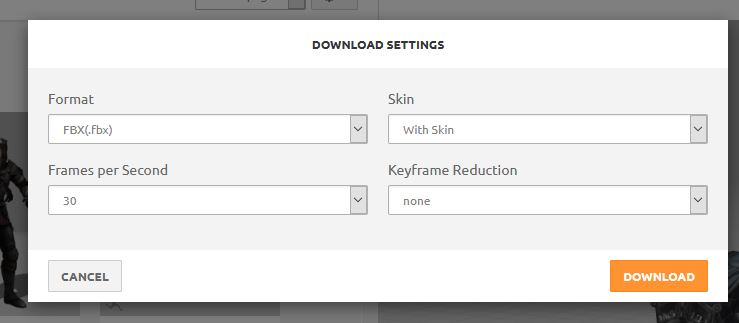 DOWNLOAD SETTINGS
Format
Skin
FBX(.fbx)
With Skin
Frames per Second
Keyframe Reduction
30
none
CANCEL
DOWNLOAD